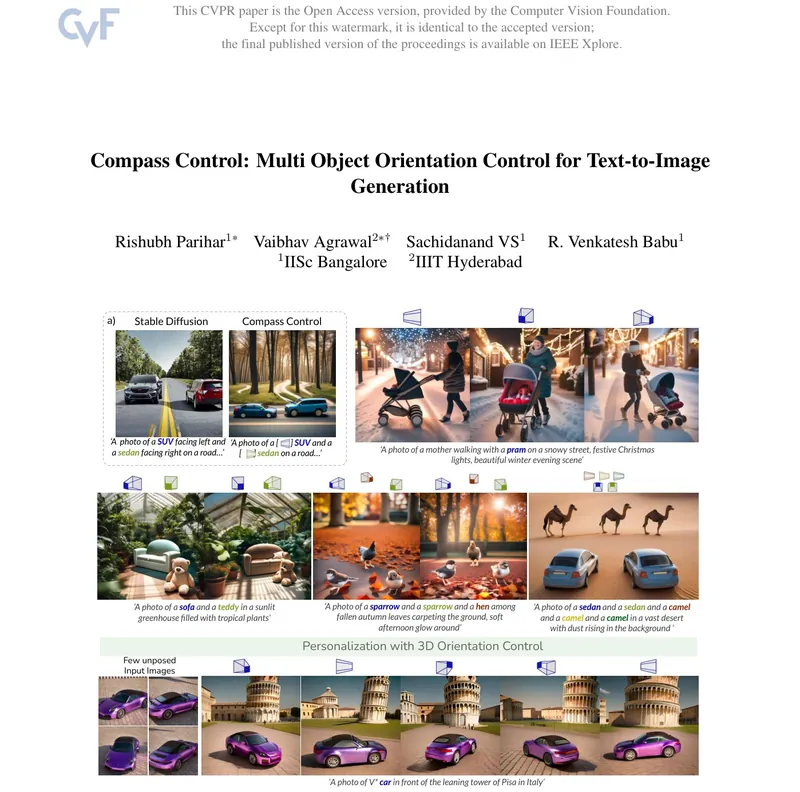 CVF
This CVPR paper is the Open Access version, provided by the Computer Vision Foundation.
Except for this watermark, it is identical to the accepted version;
the final published version of the proceedings is available on IEEE Xplore.
Compass Control: Multi Object Orientation Control for Text-to-Image
Generation
Rishubh Parihar1* Vaibhav Agrawal2*† Sachidanand VS1 R. Venkatesh Babu1
1IISc Bangalore 2IIIT Hyderabad
a) Stable Diffusion Compass Control
'A photo of a SUV facing left and
a sedan facing right on a road...'
'A photo of a [ ] SUV and a
[ ] sedan on a road...'
'A photo of a mother walking with a pram on a snowy street, festive Christmas
lights, beautiful winter evening scene'
'A photo of a sofa and a teddy in a sunlit
greenhouse filled with tropical plants'
'A photo of a sparrow and a sparrow and a hen among
fallen autumn leaves carpeting the ground, soft
afternoon glow around'
'A photo of a sedan and a sedan and a camel
and a camel and a camel in a vast desert
with dust rising in the background '
Personalization with 3D Orientation Control
Few unposed
Input Images
'A photo of V* car in front of the leaning tower of Pisa in Italy'